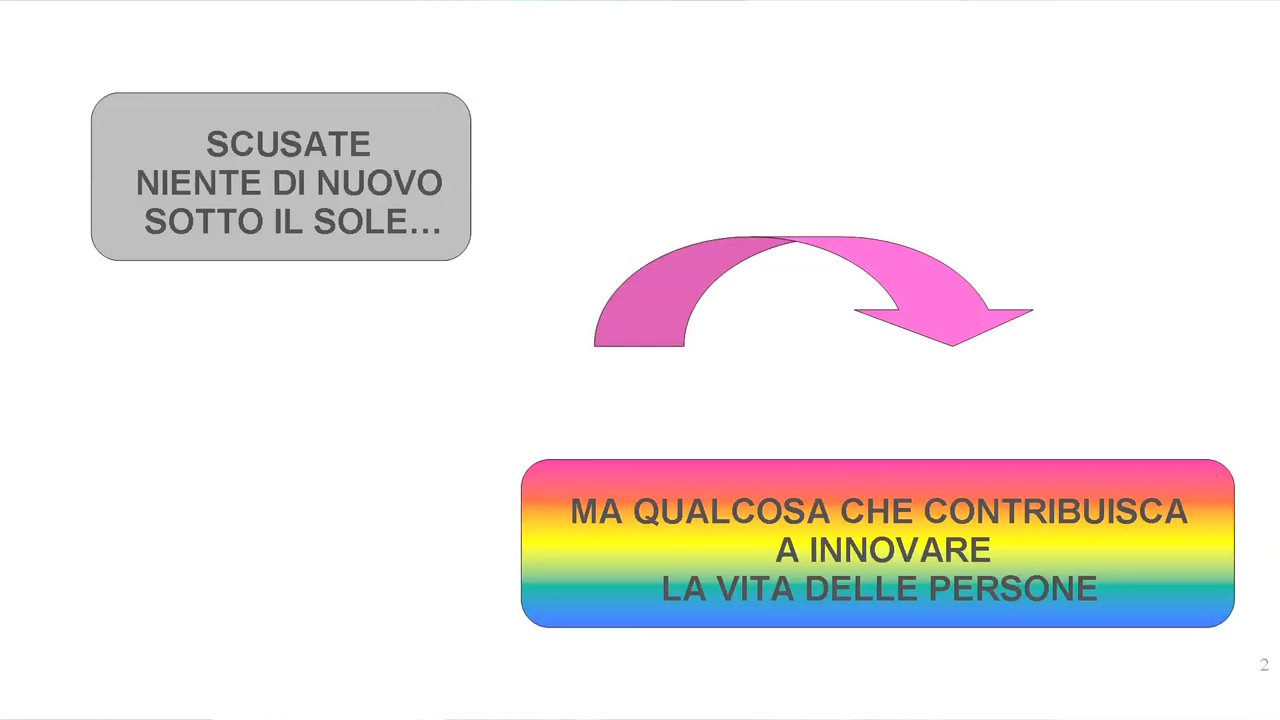 SCUSATE
NIENTE DI NUOVO
SOTTO IL SOLE...
MA QUALCOSA CHE CONTRIBUISCA
A INNOVARE
LA VITA DELLE PERSONE
2